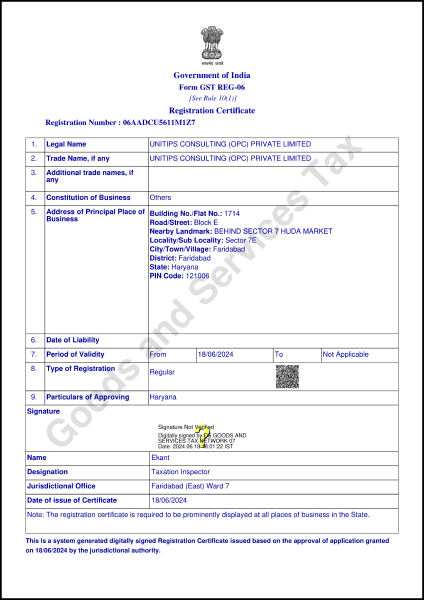 Government of India
Form GST REG-06
[See Rule 10(1)]
Registration Certificate
Registration Number : 06AADCU5611M1Z7
1. Legal Name UNITIPS CONSULTING (OPC) PRIVATE LIMITED
2. Trade Name, if any UNITIPS CONSULTING (OPC) PRIVATE LIMITED
3. Additional trade names, if any
4. Constitution of Business Others
5. Address of Principal Place of Business
Building No./Flat No.: 1714
Road/Street: Block E
Nearby Landmark: BEHIND SECTOR 7 HUDA MARKET
Locality/Sub Locality: Sector 7E
City/Town/Village: Faridabad
District: Faridabad
State: Haryana
PIN Code: 121006
6. Date of Liability
7. Period of Validity From 18/06/2024 To Not Applicable
8. Type of Registration Regular
9. Particulars of Approving Haryana
Signature
Signature Not Verified
Digitally signed by DS GOODS AND
SERVICES TAX NETWORK 07
Date: 2024.06.18 :01:22 IST
Name Ekant
Designation Taxation Inspector
Jurisdictional Office Faridabad (East) Ward 7
Date of issue of Certificate 18/06/2024
Note: The registration certificate is required to be prominently displayed at all places of business in the State.
This is a system generated digitally signed Registration Certificate issued based on the approval of application granted
on 18/06/2024 by the jurisdictional authority.
Goods and Services Tax